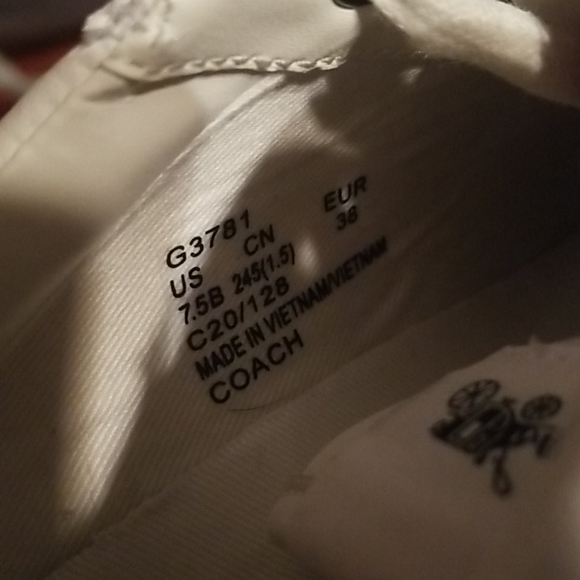 G3781
US CN EUR
7.5B 245(1.5) 38
C20/128
MADE IN VIETNAM/VIETNAM
COACH